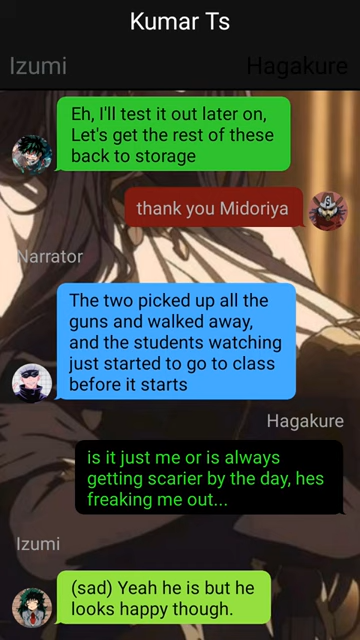 Kumar Ts
Izumi
Hagakure
Eh, I'll test it out later on,
Let's get the rest of these
back to storage
thank you Midoriya
Narrator
The two picked up all the
guns and walked away,
and the students watching
just started to go to class
before it starts
Hagakure
is it just me or is always
getting scarier by the day, hes
freaking me out...
Izumi
(sad) Yeah he is but he
looks happy though.